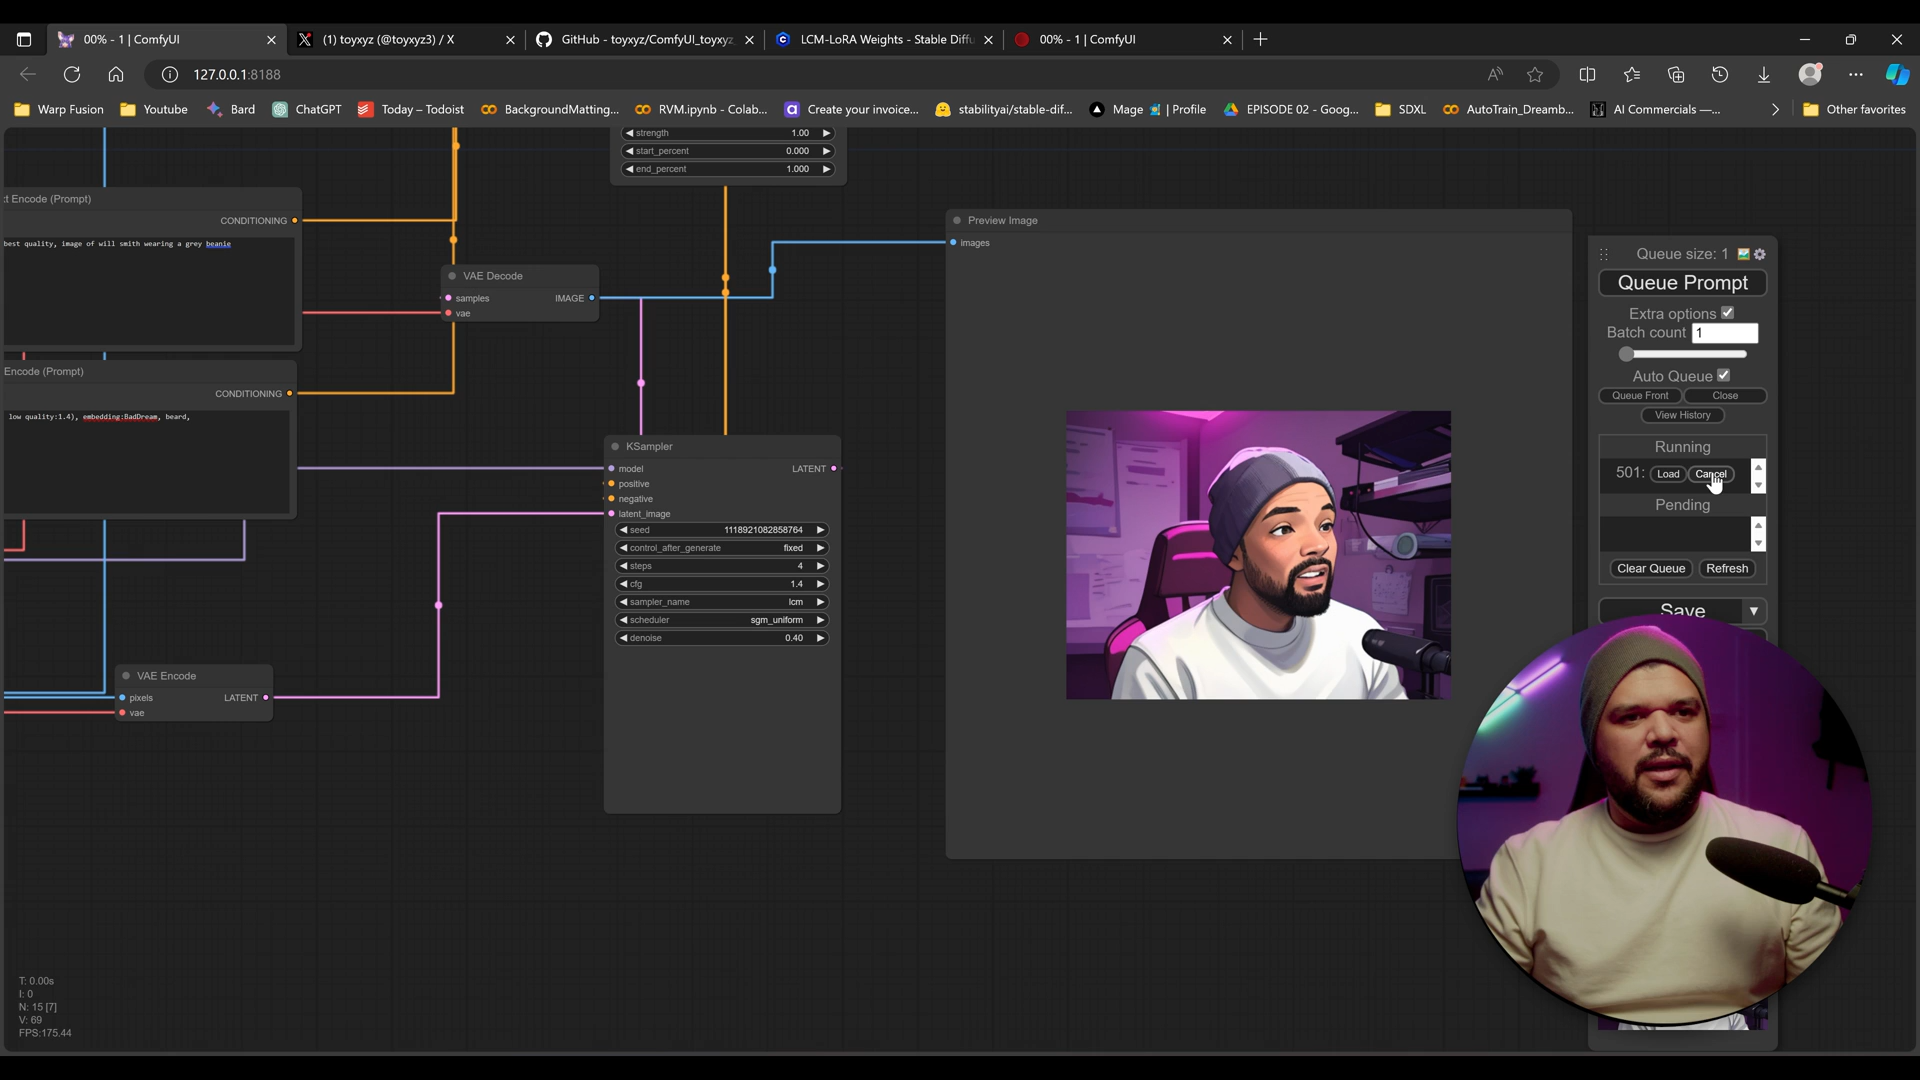 00% - 1 | ComfyUI
(1) toyxyz (@toyxyz3) / X
GitHub - toyxyz/ComfyUI_toyxyz_
LCM-LoRA Weights - Stable Diffu
00% - 1 | ComfyUI
127.0.0.1:8188
Warp Fusion
Youtube
Bard
ChatGPT
Today – Todoist
BackgroundMatting...
RVM.ipynb - Colab...
Create your invoice...
stabilityai/stable-dif...
Mage | Profile
EPISODE 02 - Goog...
SDXL
AutoTrain_Dreamb...
AI Commercials —...
Other favorites
strength 1.00
start_percent 0.000
end_percent 1.000
xt Encode (Prompt)
CONDITIONING
best quality, image of will smith wearing a grey beanie
VAE Decode
samples IMAGE
vae
Encode (Prompt)
CONDITIONING
low quality:1.4), embedding:BadDream, beard,
KSampler
model LATENT
positive
negative
latent_image
seed 1118921082858764
control_after_generate fixed
steps 4
cfg 1.4
sampler_name lcm
scheduler sgm_uniform
denoise 0.40
VAE Encode
pixels LATENT
vae
Preview Image
images
Queue size: 1
Queue Prompt
Extra options
Batch count 1
Auto Queue
Queue Front Close
View History
Running
501: Load Cancel
Pending
Clear Queue Refresh
Save
T: 0.00s
I: 0
N: 15 [7]
V: 69
FPS:175.44